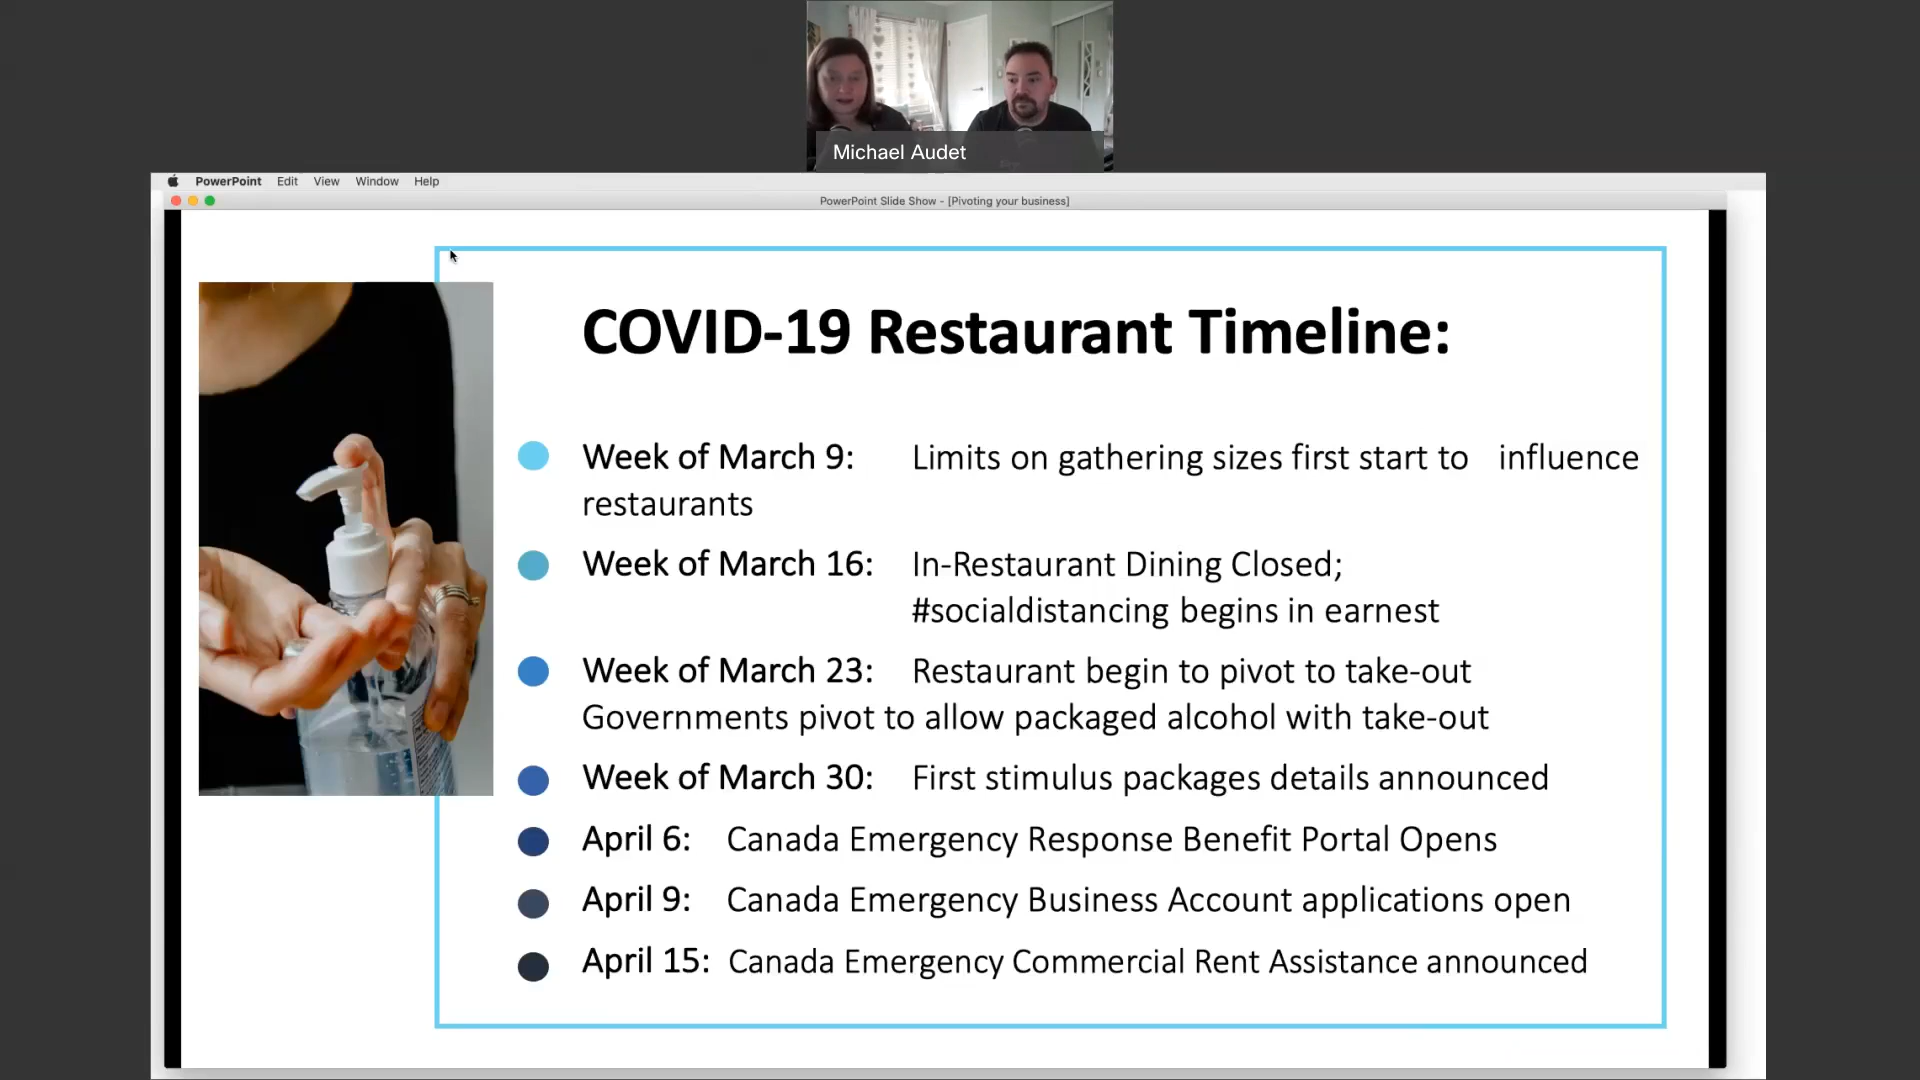 Michael Audet
PowerPoint Edit View Window Help
PowerPoint Slide Show - [Pivoting your business]
COVID-19 Restaurant Timeline:
Week of March 9: Limits on gathering sizes first start to influence
restaurants
Week of March 16: In-Restaurant Dining Closed;
#socialdistancing begins in earnest
Week of March 23: Restaurant begin to pivot to take-out
Governments pivot to allow packaged alcohol with take-out
Week of March 30: First stimulus packages details announced
April 6: Canada Emergency Response Benefit Portal Opens
April 9: Canada Emergency Business Account applications open
April 15: Canada Emergency Commercial Rent Assistance announced